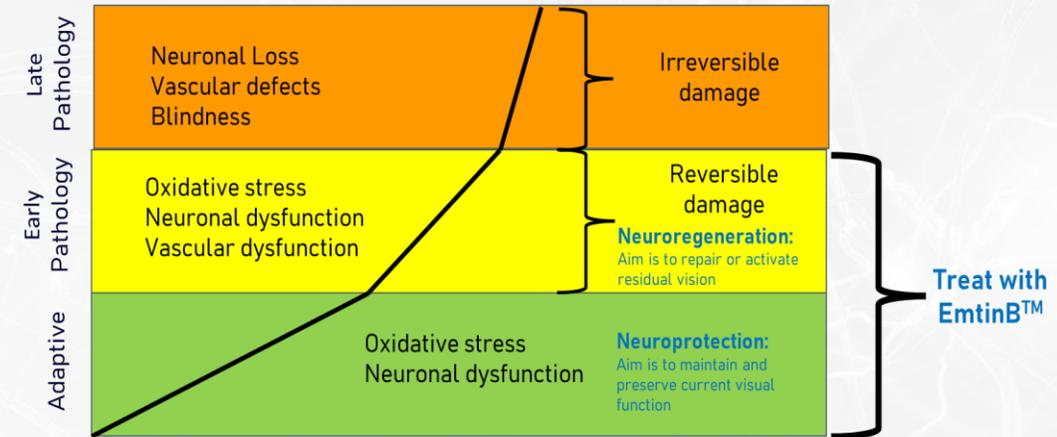 Late
Pathology
Neuronal Loss
Vascular defects
Blindness
Irreversible
damage
Early
Pathology
Oxidative stress
Neuronal dysfunction
Vascular dysfunction
Reversible
damage
Neuroregeneration:
Aim is to repair or activate
residual vision
Adaptive
Oxidative stress
Neuronal dysfunction
Neuroprotection:
Aim is to maintain and
preserve current visual
function
Treat with
EmtinB™